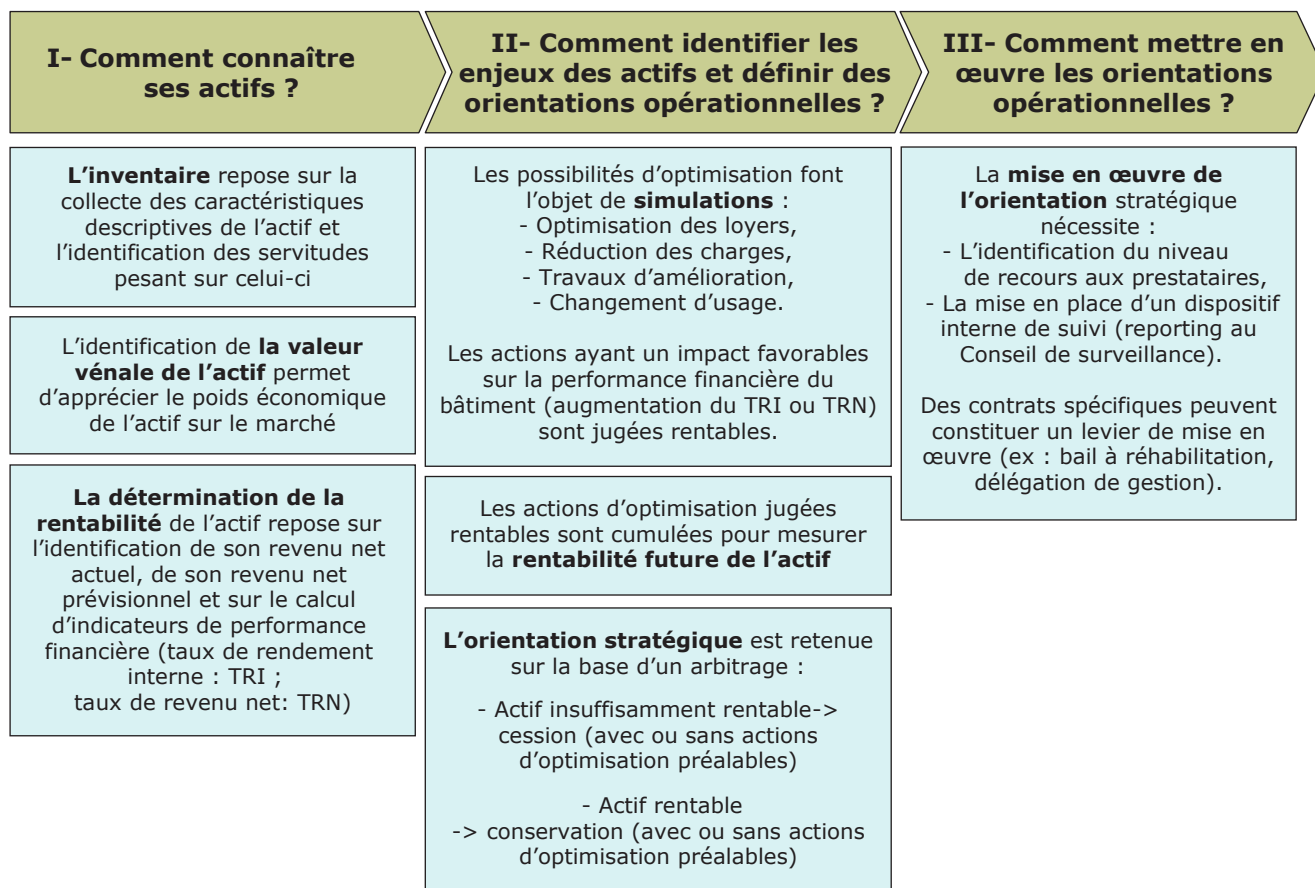 I- Comment connaître
ses actifs ?
II- Comment identifier les
enjeux des actifs et définir des
orientations opérationnelles ?
III- Comment mettre en
œuvre les orientations
opérationnelles ?
L’inventaire repose sur la
collecte des caractéristiques
descriptives de l’actif et
l’identification des servitudes
pesant sur celui-ci
L’identification de la valeur
vénale de l’actif permet
d’apprécier le poids économique
de l’actif sur le marché
La détermination de la
rentabilité de l’actif repose sur
l’identification de son revenu net
actuel, de son revenu net
prévisionnel et sur le calcul
d’indicateurs de performance
financière (taux de rendement
interne : TRI ;
taux de revenu net: TRN)
Les possibilités d’optimisation font
l’objet de simulations :
- Optimisation des loyers,
- Réduction des charges,
- Travaux d’amélioration,
- Changement d’usage.
Les actions ayant un impact favorables
sur la performance financière du
bâtiment (augmentation du TRI ou TRN)
sont jugées rentables.
Les actions d’optimisation jugées
rentables sont cumulées pour mesurer
la rentabilité future de l’actif
L’orientation stratégique est retenue
sur la base d’un arbitrage :
- Actif insuffisamment rentable->
cession (avec ou sans actions
d’optimisation préalables)
- Actif rentable
-> conservation (avec ou sans actions
d’optimisation préalables)
La mise en œuvre de
l’orientation stratégique
nécessite :
- L’identification du niveau
de recours aux prestataires,
- La mise en place d’un dispositif
interne de suivi (reporting au
Conseil de surveillance).
Des contrats spécifiques peuvent
constituer un levier de mise en
œuvre (ex : bail à réhabilitation,
délégation de gestion).